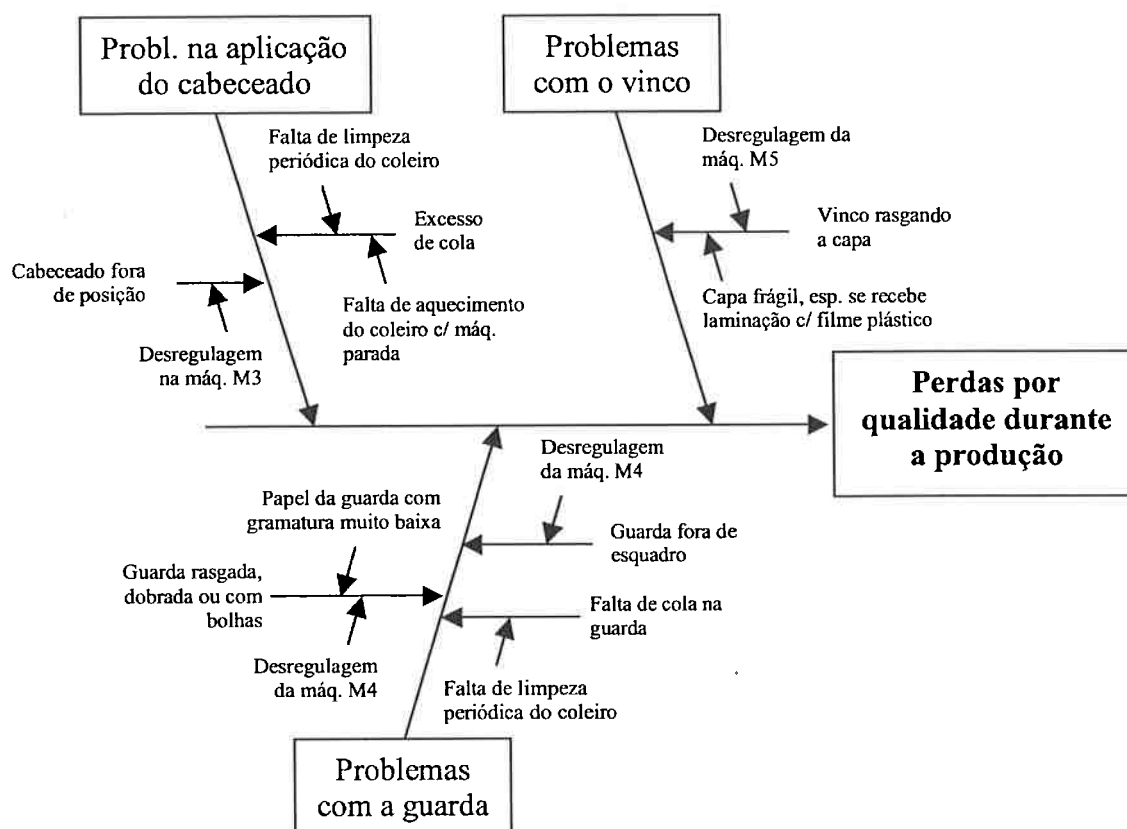 Probl. na aplicação
do cabeceado
Problemas
com o vinco
Falta de limpeza
periódica do coleiro
Excesso
de cola
Cabeceado fora
de posição
Falta de aquecimento
do coleiro c/ máq.
parada
Desregulagem
na máq. M3
Desregulagem da
máq. M5
Vinco rasgando
a capa
Capa frágil, esp. se recebe
laminação c/ filme plástico
Perdas por
qualidade durante
a produção
Desregulagem
da máq. M4
Papel da guarda com
gramatura muito baixa
Guarda fora de
esquadro
Guarda rasgada,
dobrada ou com
bolhas
Falta de cola na
guarda
Desregulagem
da máq. M4
Falta de limpeza
periódica do coleiro
Problemas
com a guarda